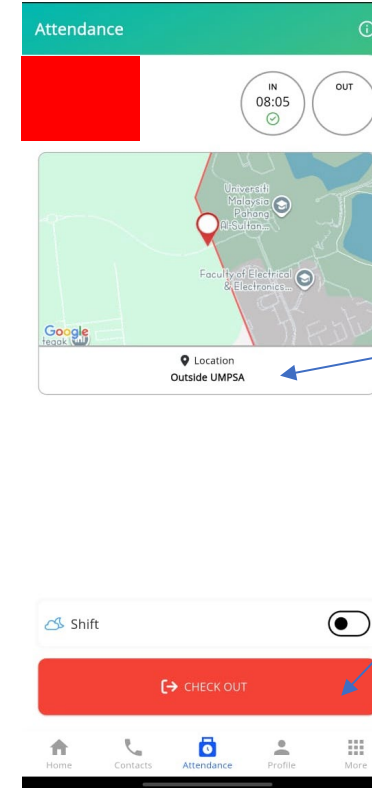 Attendance
IN
08:05
OUT
Universiti
Malaysia
Pahang
Al-Sultan...
Faculty of Electrical
& Electronics...
Google
Location
Outside UMPSA
Shift
CHECK OUT
Home
Contacts
Attendance
Profile
More